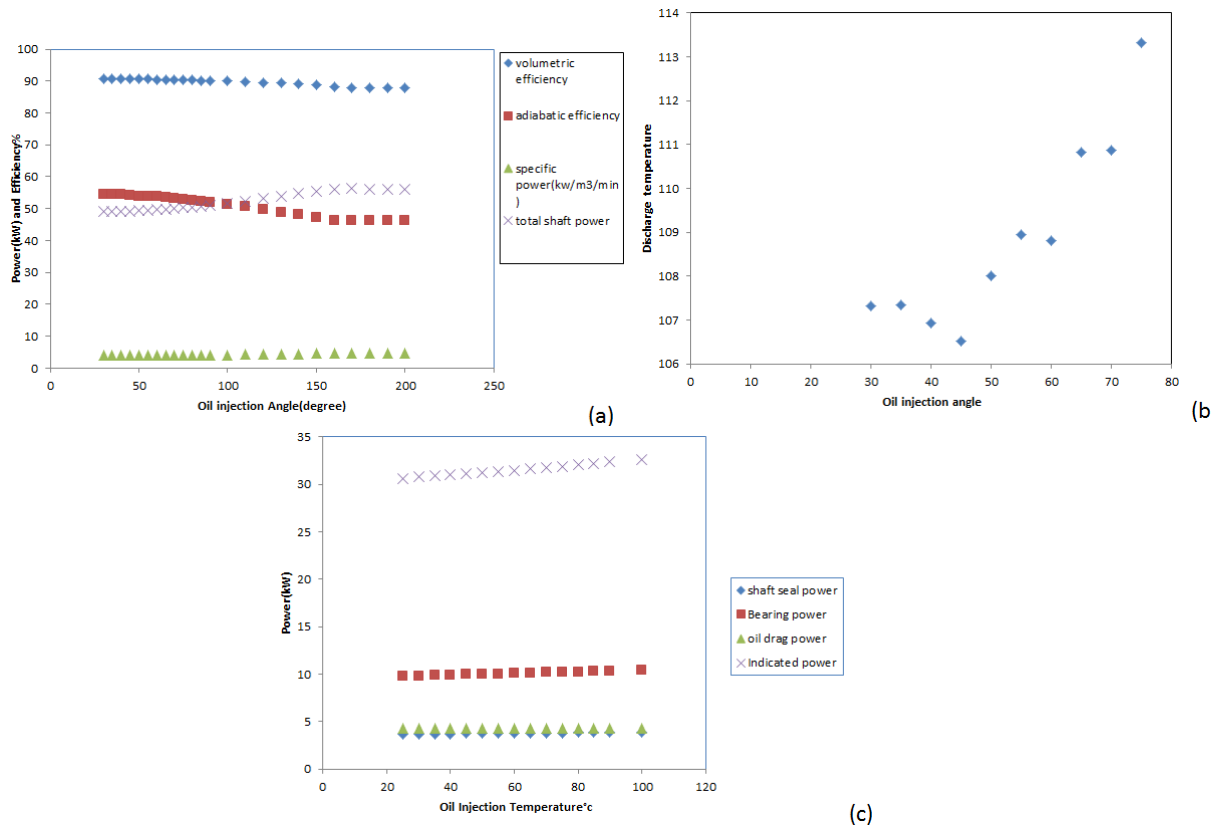 100
90
80
70
60
50
40
30
20
10
0
Power(kW) and Efficiency%
0 50 100 150 200 250
Oil injection Angle(degree)
volumetric
efficiency
adiabatic efficiency
specific
power(kw/m3/min
)
total shaft power
(a)
114
113
112
111
110
109
108
107
106
Discharge temperature
0 10 20 30 40 50 60 70 80
Oil injection angle
(b
35
30
25
20
15
10
5
0
Power(kW)
0 20 40 60 80 100 120
Oil Injection Temperature°c
shaft seal power
Bearing power
oil drag power
Indicated power
(c)